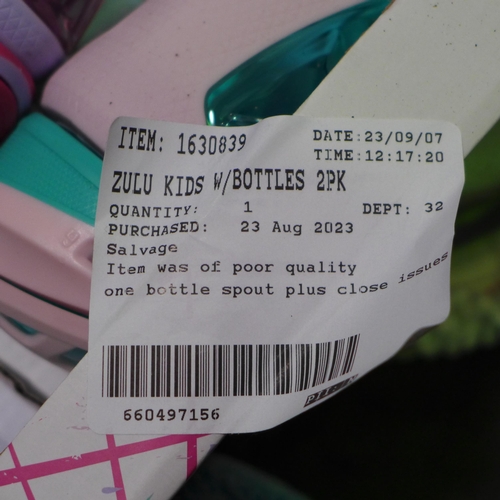 ITEM: 1630839 DATE:23/09/07
TIME:12:17:20
ZULU KIDS W/BOTTLES 2PK
QUANTITY: 1 DEPT: 32
PURCHASED: 23 Aug 2023
Salvage
Item was of poor quality
one bottle spout plus close issues
660497156